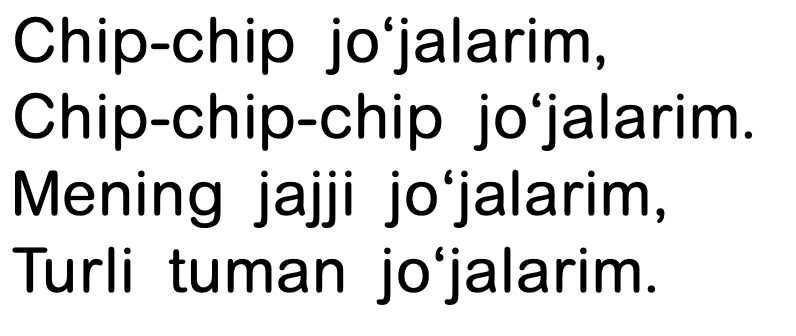 Chip-chip jo‘jalarim,
Chip-chip-chip jo‘jalarim.
Mening jajji jo‘jalarim,
Turli tuman jo‘jalarim.